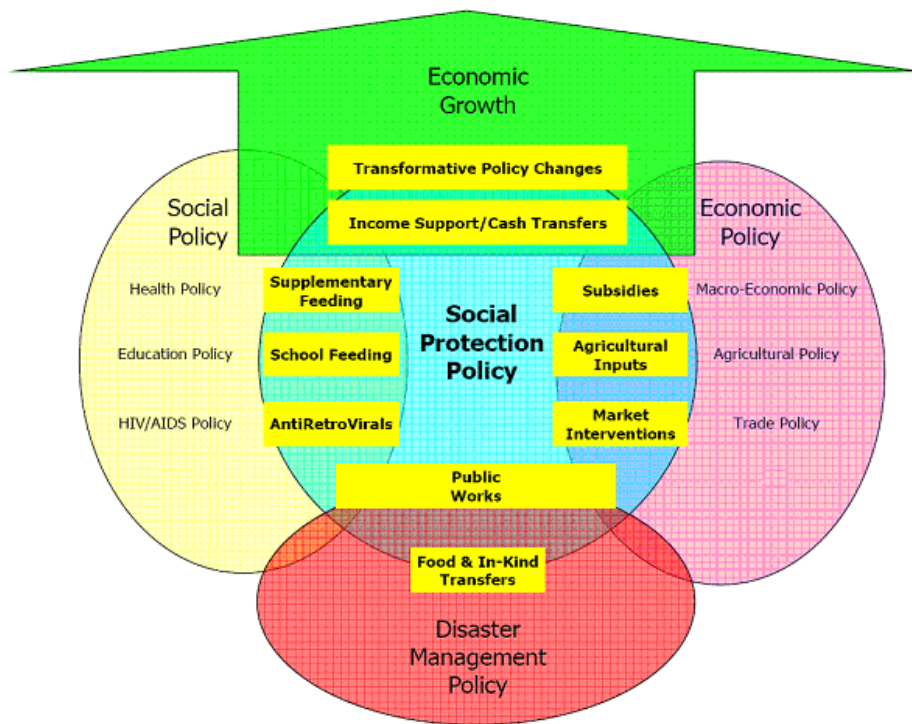 Economic
Growth
Transformative Policy Changes
Social
Policy
Income Support/Cash Transfers
Economic
Policy
Health Policy
Supplementary
Feeding
Subsidies
Macro-Economic Policy
Social
Protection
Policy
Education Policy
School Feeding
Agricultural
Inputs
Agricultural Policy
HIV/AIDS Policy
AntiRetroVirals
Market
Interventions
Trade Policy
Public
Works
Food & In-Kind
Transfers
Disaster
Management
Policy